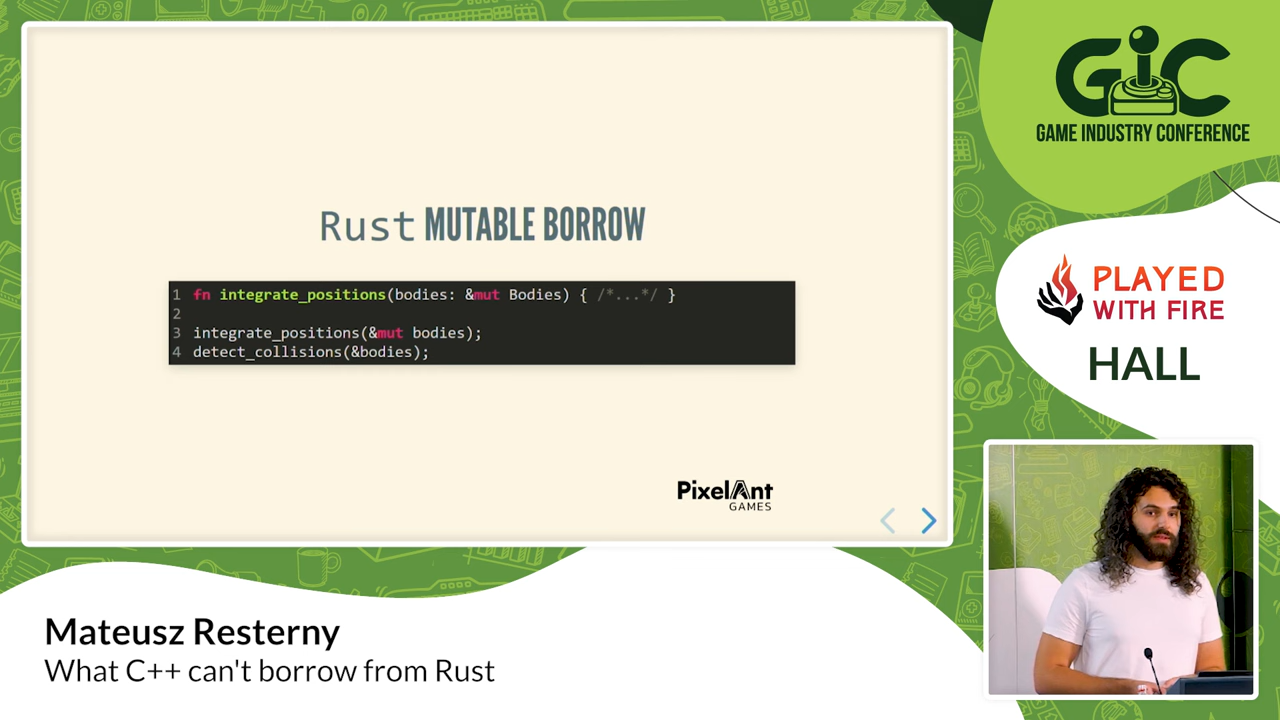 Rust MUTABLE BORROW
1 fn integrate_positions(bodies: &mut Bodies) { /*...*/ }
2
3 integrate_positions(&mut bodies);
4 detect_collisions(&bodies);
PixelAnt
GAMES
GIC
GAME INDUSTRY CONFERENCE
PLAYED
WITH FIRE
HALL
Mateusz Resterny
What C++ can't borrow from Rust